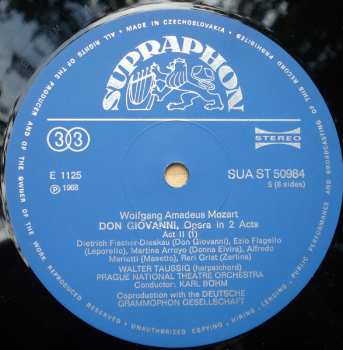 MADE IN CZECHOSLOVAKIA
ALL RIGHTS OF THE PRODUCER AND OF THE OWNER OF THE WORK REPRODUCED RESERVED
UNAUTHORIZED COPYING, HIRING, LENDING, PUBLIC PERFORMANCE AND BROADCASTING OF THIS RECORD PROHIBITED
SUPRAPHON
33
STEREO
E 1125
℗ 1968
SUA ST 50984
5 (6 sides)
Wolfgang Amadeus Mozart
DON GIOVANNI, Opera in 2 Acts
Act II (1)
Dietrich Fischer-Dieskau (Don Giovanni), Ezio Flagello
(Leporello), Martina Arroyo (Donna Elvira), Alfredo
Mariotti (Masetto), Reri Grist (Zerlina)
WALTER TAUSSIG (harpsichord)
PRAGUE NATIONAL THEATRE ORCHESTRA
Conductor: KARL BÖHM
Coproduction with the DEUTSCHE
GRAMMOPHON GESELLSCHAFT